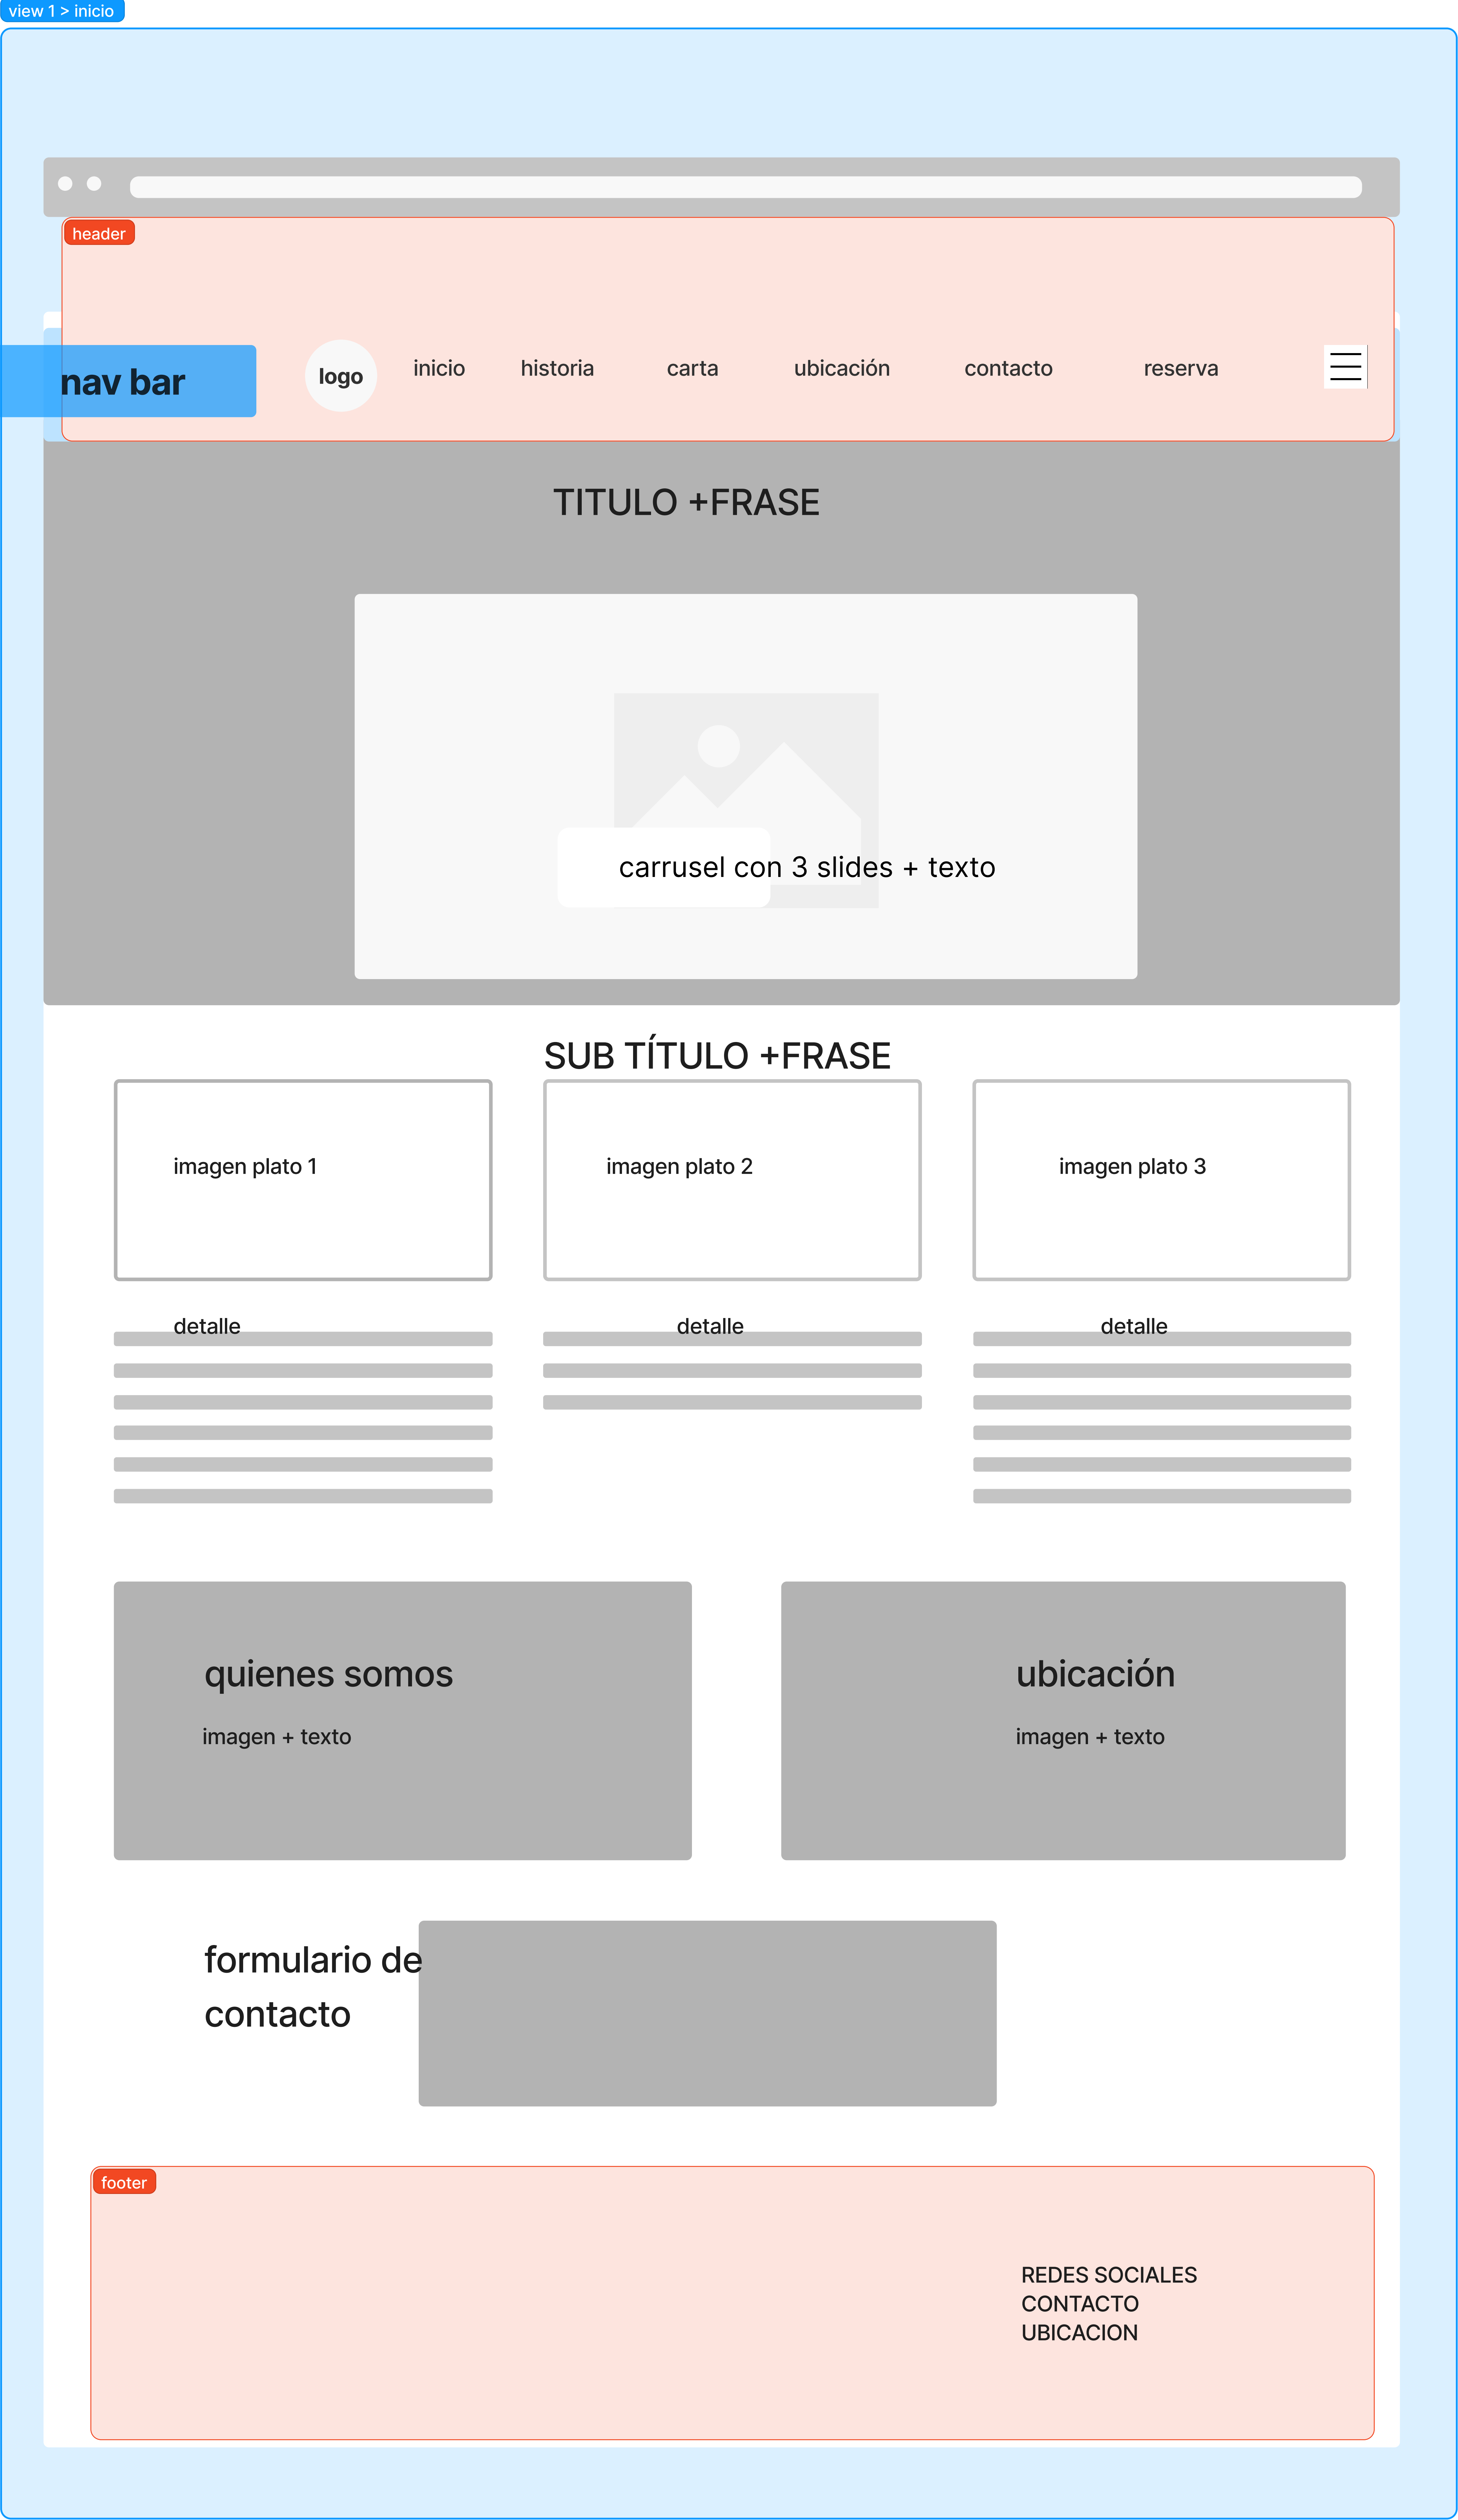 view 1 > inicio
header
nav bar
logo
inicio
historia
carta
ubicación
contacto
reserva
TITULO +FRASE
carrusel con 3 slides + texto
SUB TÍTULO +FRASE
imagen plato 1
imagen plato 2
imagen plato 3
detalle
detalle
detalle
quienes somos
imagen + texto
ubicación
imagen + texto
formulario de
contacto
footer
REDES SOCIALES
CONTACTO
UBICACION